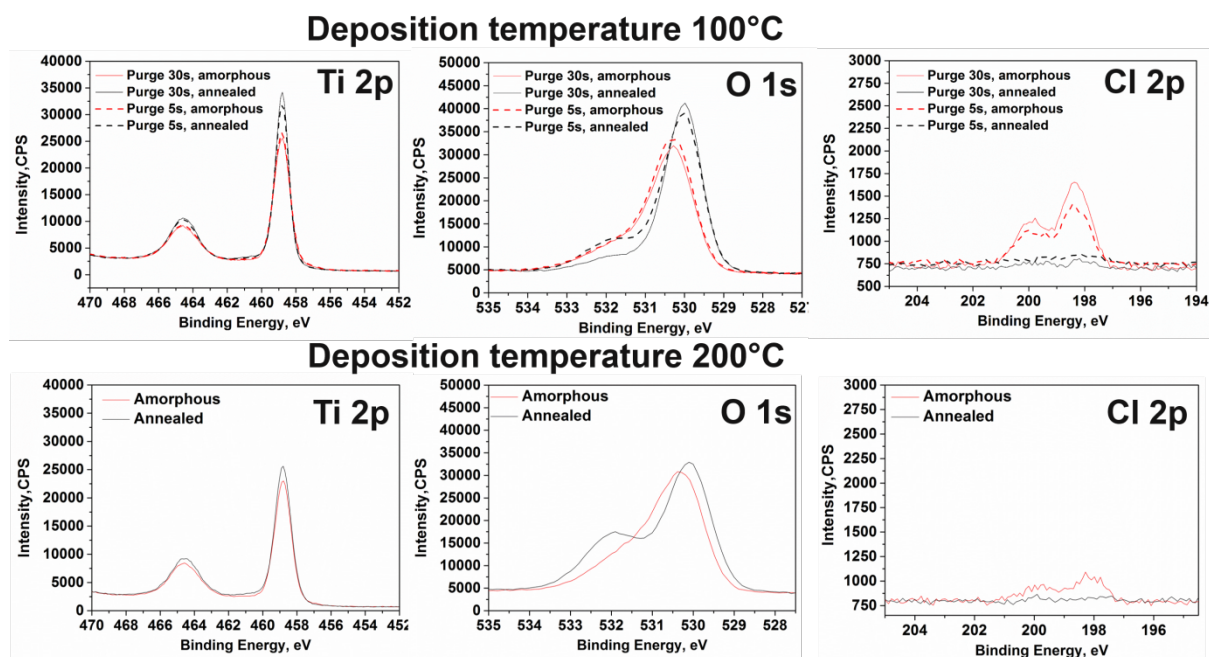 Deposition temperature 100°C
Purge 30s, amorphous
Purge 30s, annealed
Purge 5s, amorphous
Purge 5s, annealed
Ti 2p
40000
35000
30000
25000
20000
15000
10000
5000
0
470 468 466 464 462 460 458 456 454 452
Binding Energy, eV
Intensity,CPS
Purge 30s, amorphous
Purge 30s, annealed
Purge 5s, amorphous
Purge 5s, annealed
O 1s
50000
45000
40000
35000
30000
25000
20000
15000
10000
5000
0
535 534 533 532 531 530 529 528 527
Binding Energy, eV
Intensity,CPS
Purge 30s, amorphous
Purge 30s, annealed
Purge 5s, amorphous
Purge 5s, annealed
Cl 2p
3000
2750
2500
2250
2000
1750
1500
1250
1000
750
500
204 202 200 198 196 194
Binding Energy, eV
Intensity,CPS
Deposition temperature 200°C
Amorphous
Annealed
Ti 2p
40000
35000
30000
25000
20000
15000
10000
5000
0
470 468 466 464 462 460 458 456 454 452
Binding Energy, eV
Intensity,CPS
Amorphous
Annealed
O 1s
50000
45000
40000
35000
30000
25000
20000
15000
10000
5000
0
535 534 533 532 531 530 529 528
Binding Energy, eV
Intensity,CPS
Amorphous
Annealed
Cl 2p
3000
2750
2500
2250
2000
1750
1500
1250
1000
750
204 202 200 198 196
Binding Energy, eV
Intensity,CPS